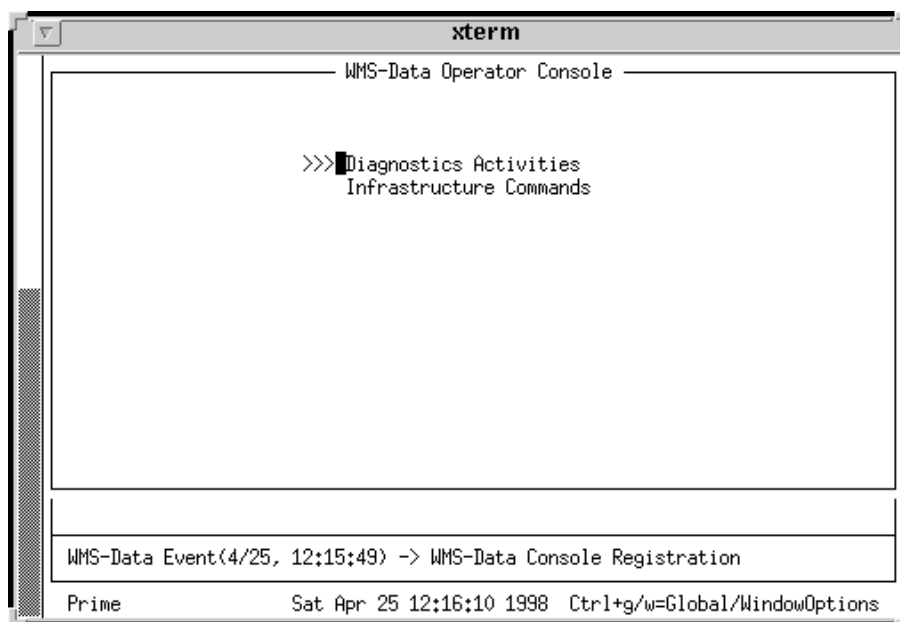 xterm
WMS-Data Operator Console
>>> Diagnostics Activities
Infrastructure Commands
WMS-Data Event(4/25, 12:15:49) -> WMS-Data Console Registration
Prime Sat Apr 25 12:16:10 1998 Ctrl+g/w=Global/WindowOptions